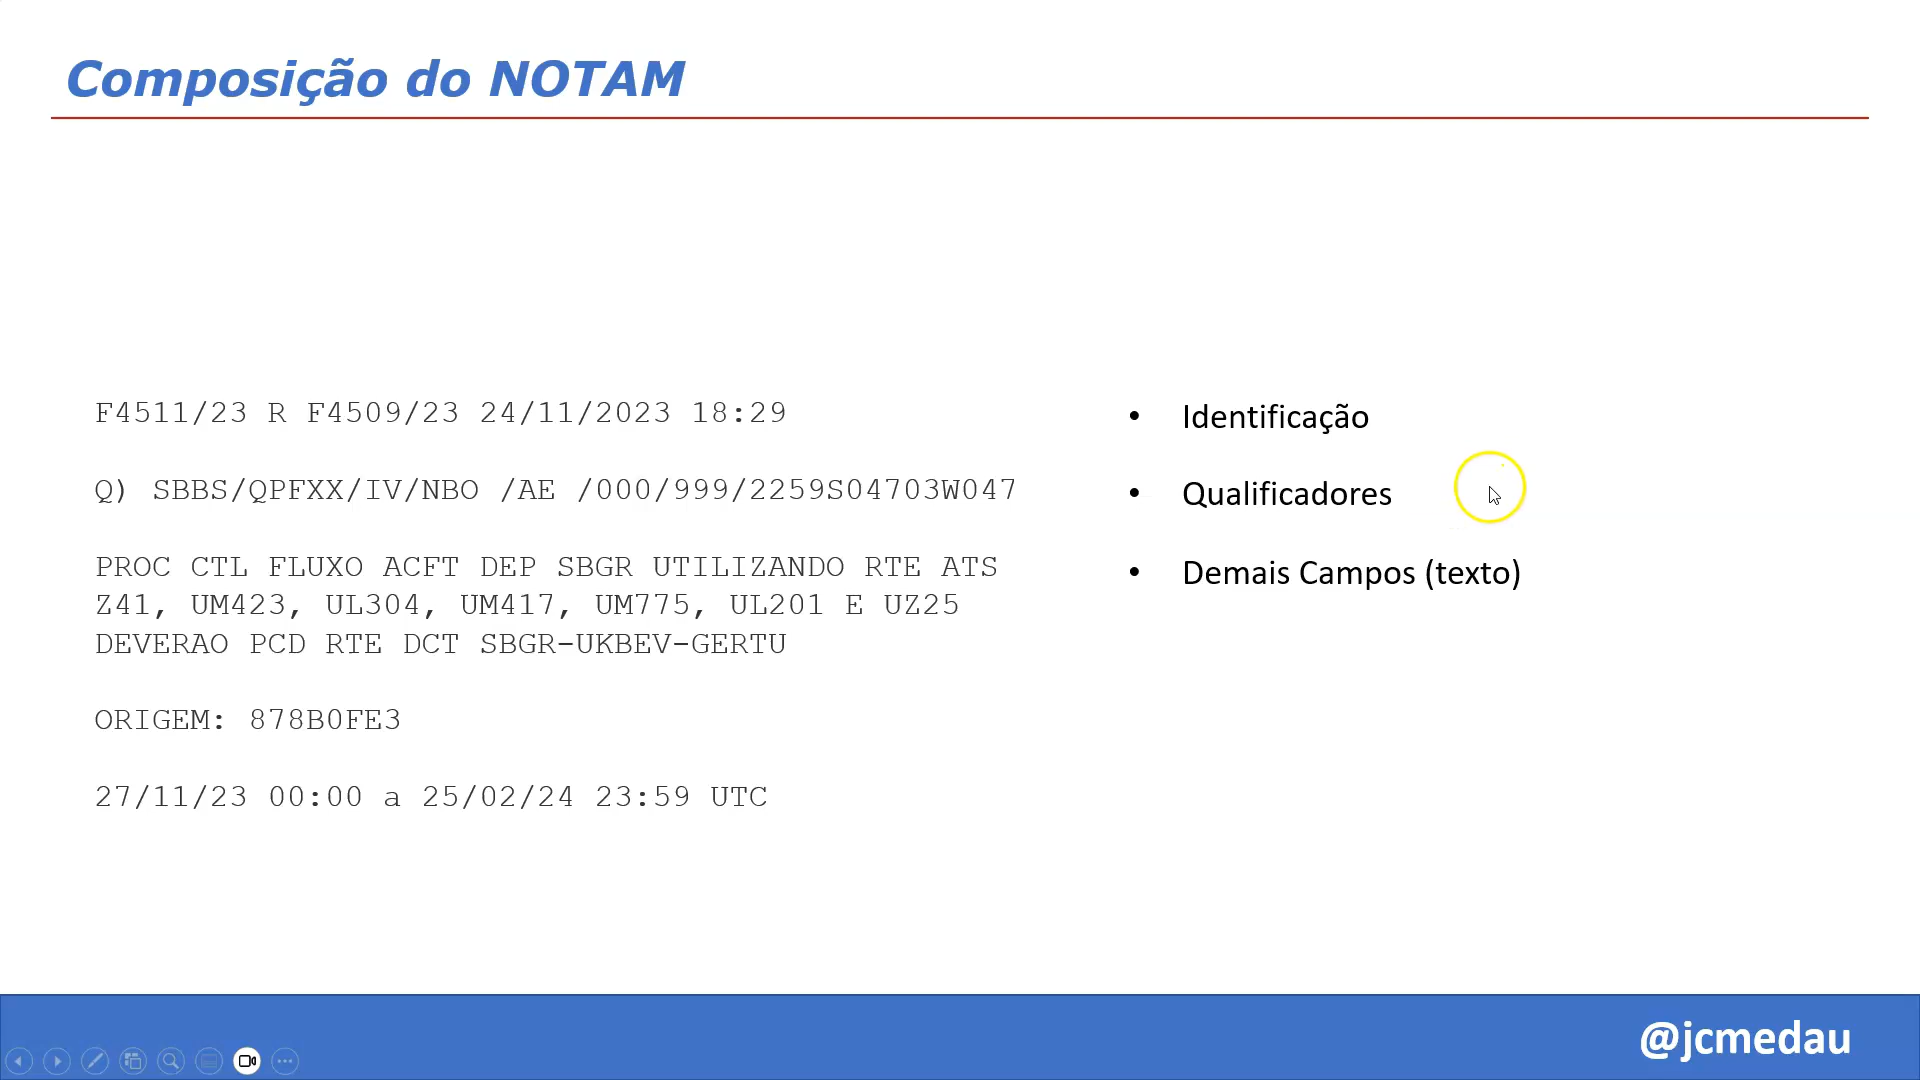 Composição do NOTAM
F4511/23 R F4509/23 24/11/2023 18:29
• Identificação
Q) SBBS/QPFXX/IV/NBO /AE /000/999/2259S04703W047
• Qualificadores
PROC CTL FLUXO ACFT DEP SBGR UTILIZANDO RTE ATS
Z41, UM423, UL304, UM417, UM775, UL201 E UZ25
DEVERAO PCD RTE DCT SBGR-UKBEV-GERTU
• Demais Campos (texto)
ORIGEM: 878B0FE3
27/11/23 00:00 a 25/02/24 23:59 UTC
@jcmedau